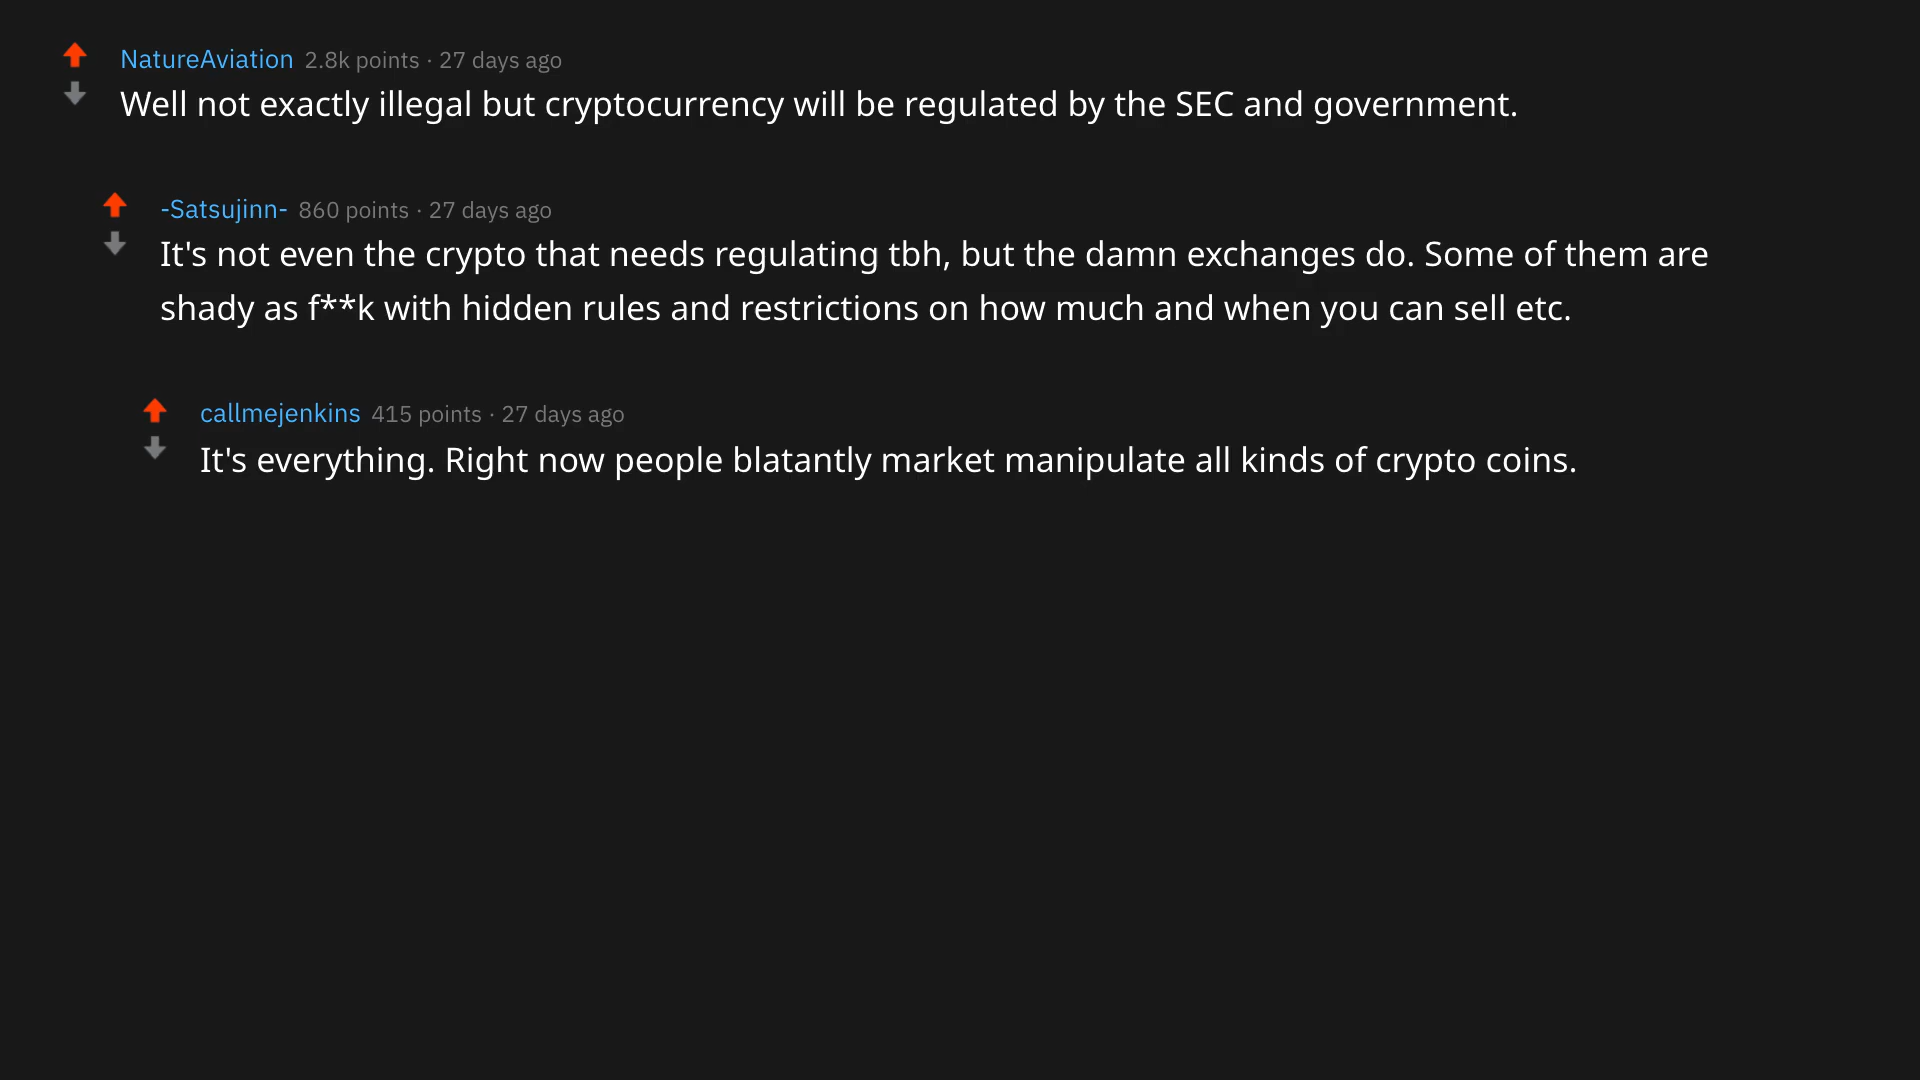 NatureAviation 2.8k points · 27 days ago
Well not exactly illegal but cryptocurrency will be regulated by the SEC and government.
-Satsujinn- 860 points · 27 days ago
It's not even the crypto that needs regulating tbh, but the damn exchanges do. Some of them are
shady as f**k with hidden rules and restrictions on how much and when you can sell etc.
callmejenkins 415 points · 27 days ago
It's everything. Right now people blatantly market manipulate all kinds of crypto coins.